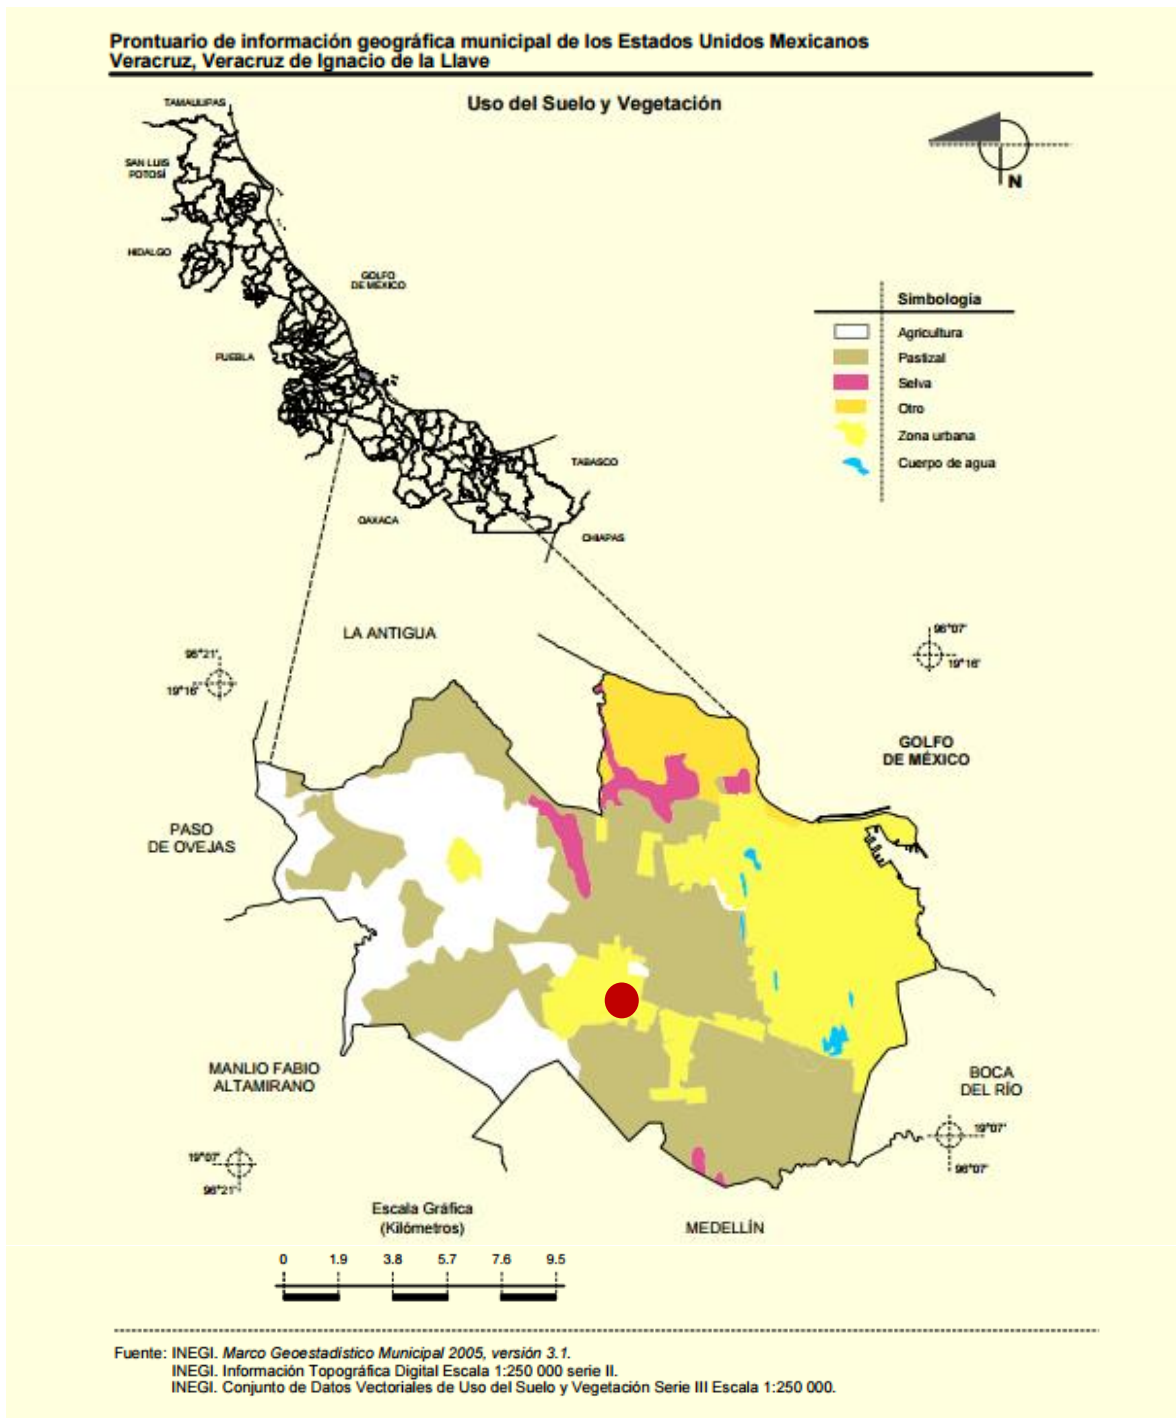 Prontuario de información geográfica municipal de los Estados Unidos Mexicanos
Veracruz, Veracruz de Ignacio de la Llave
Uso del Suelo y Vegetación
TAMAULIPAS
SAN LUIS
POTOSÍ
HIDALGO
GOLFO
DE MÉXICO
PUEBLA
TABASCO
OAXACA
CHIAPAS
N
Simbología
Agricultura
Pastizal
Selva
Otro
Zona urbana
Cuerpo de agua
LA ANTIGUA
96°21'
19°16'
96°07'
19°16'
GOLFO
DE MÉXICO
PASO
DE OVEJAS
MANLIO FABIO
ALTAMIRANO
BOCA
DEL RÍO
19°07'
96°07'
19°07'
96°21'
MEDELLÍN
Escala Gráfica
(Kilómetros)
0 1.9 3.8 5.7 7.6 9.5
Fuente: INEGI. Marco Geoestadístico Municipal 2005, versión 3.1.
INEGI. Información Topográfica Digital Escala 1:250 000 serie II.
INEGI. Conjunto de Datos Vectoriales de Uso del Suelo y Vegetación Serie III Escala 1:250 000.